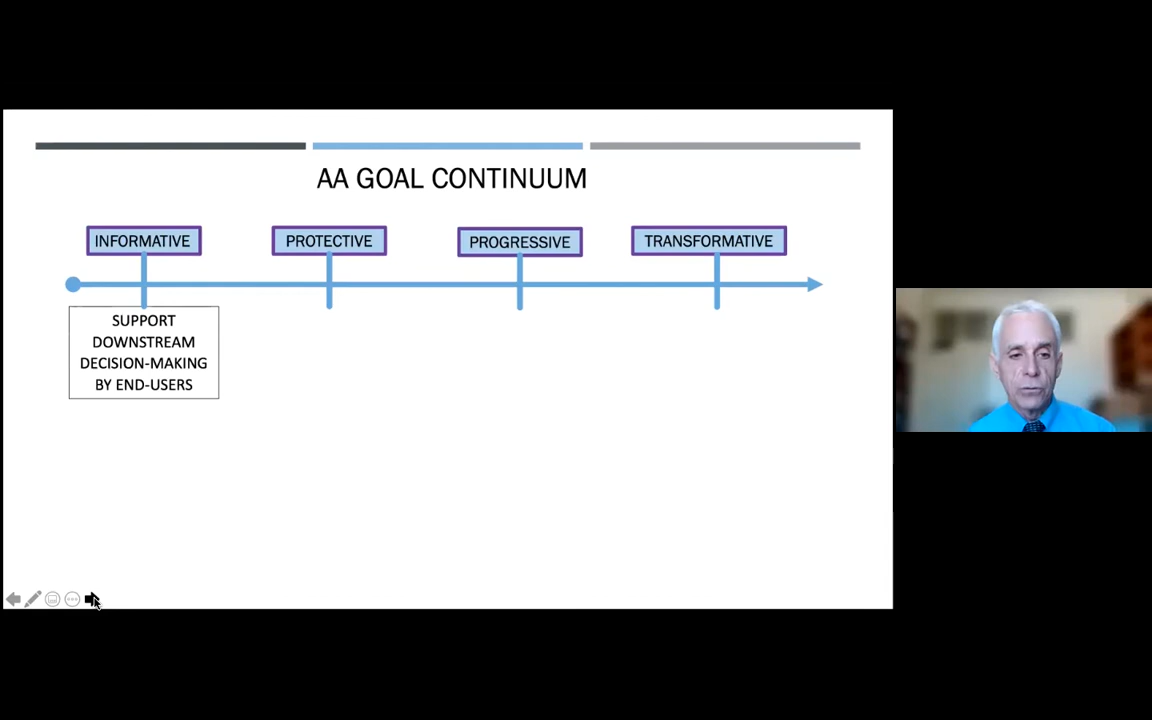 AA GOAL CONTINUUM
INFORMATIVE
PROTECTIVE
PROGRESSIVE
TRANSFORMATIVE
SUPPORT
DOWNSTREAM
DECISION-MAKING
BY END-USERS